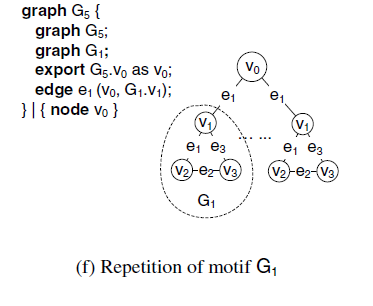 graph G₅ {
graph G₅;
graph G₁;
export G₅.v₀ as v₀;
edge e₁ (v₀, G₁.v₁);
} | { node v₀ }
v₀
e₁ e₁
v₁ ... ... v₁
e₁ e₃ e₁ e₃
v₂-e₂-v₃ v₂-e₂-v₃
G₁
(f) Repetition of motif G₁